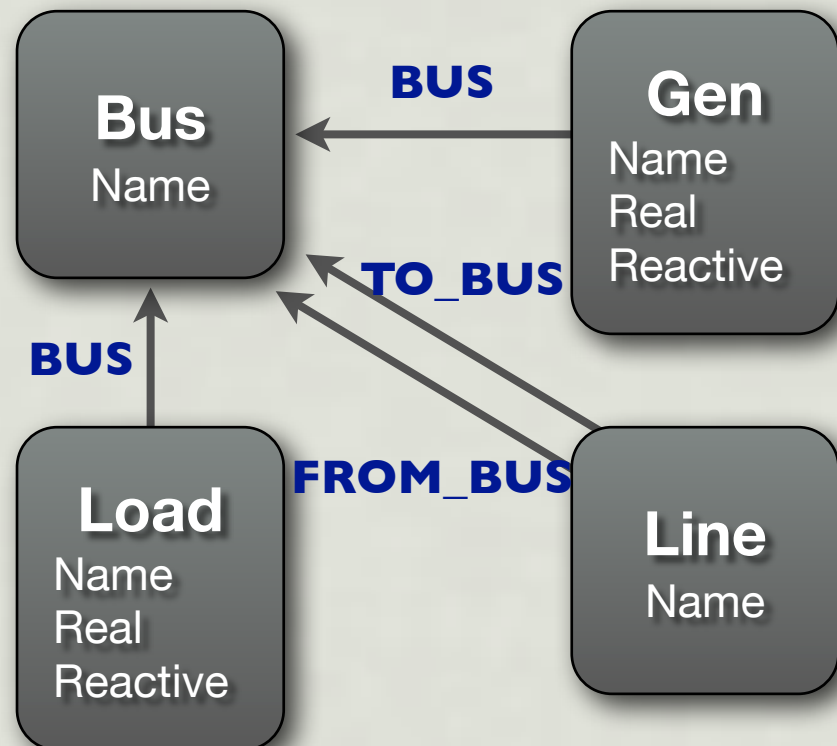 Bus
Name
BUS
Gen
Name
Real
Reactive
TO_BUS
BUS
FROM_BUS
Load
Name
Real
Reactive
Line
Name